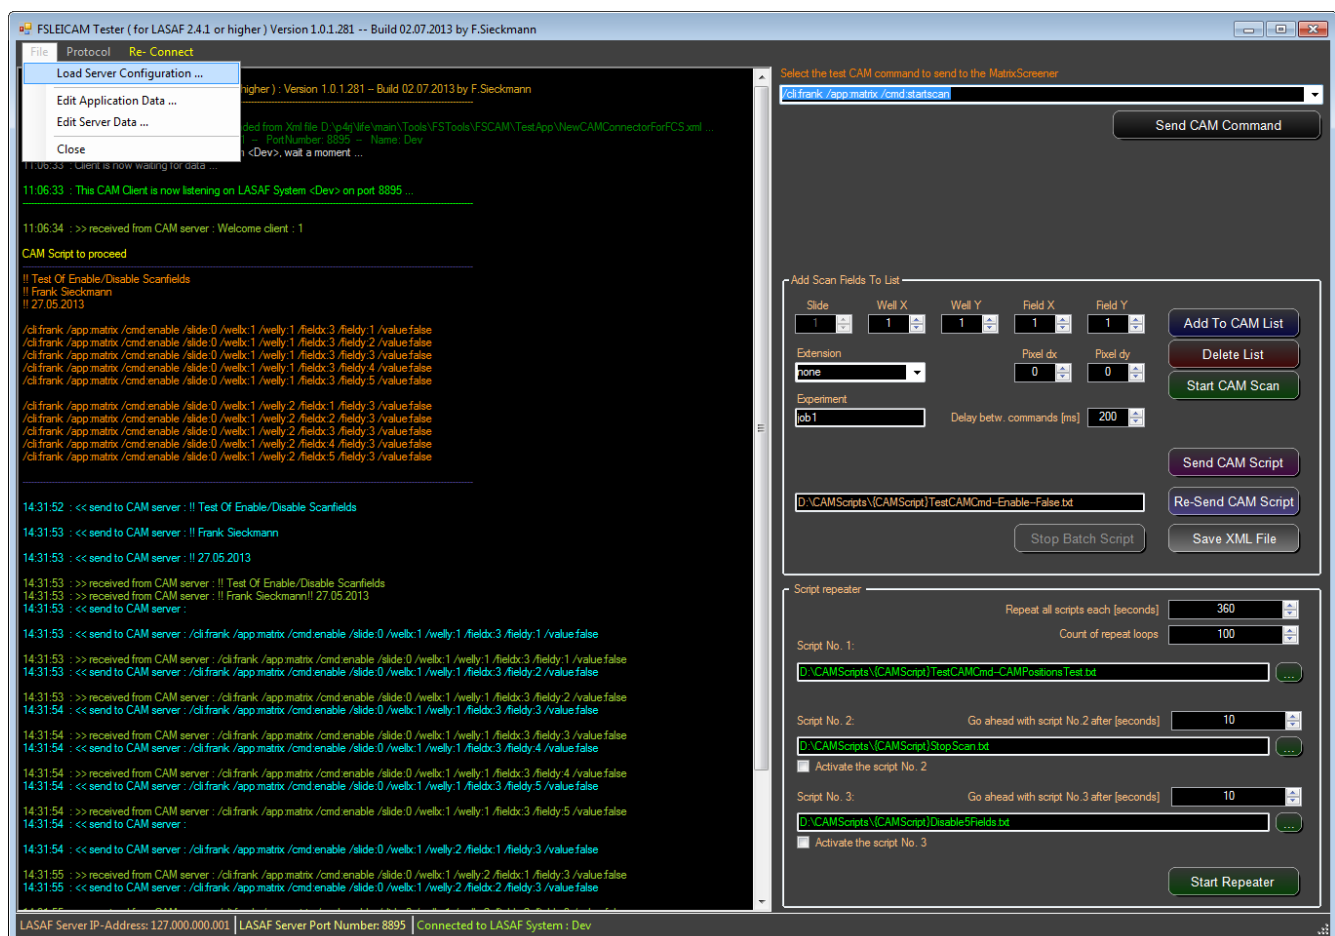 FSLEICAM Tester ( for LASAF 2.4.1 or higher ) Version 1.0.1.281 -- Build 02.07.2013 by F.Sieckmann
File Protocol Re- Connect
Load Server Configuration ...
Edit Application Data ...
Edit Server Data ...
Close
higher ) : Version 1.0.1.281 -- Build 02.07.2013 by F.Sieckmann
ded from Xml file D:\p4rj\life\main\Tools\FSTools\FSCAM\TestApp\NewCAMConnectorForFCS.xml ...
1 -- PortNumber: 8895 -- Name: Dev
<Dev>, wait a moment ...
11:06:33 : Client is now waiting for data ...
11:06:33 : This CAM Client is now listening on LASAF System <Dev> on port 8895 ...
11:06:34 : >> received from CAM server : Welcome client : 1
CAM Script to proceed
!! Test Of Enable/Disable Scanfields
!! Frank Sieckmann
!! 27.05.2013
/cli:frank /app:matrix /cmd:enable /slide:0 /wellx:1 /welly:1 /fieldx:3 /fieldy:1 /value:false
/cli:frank /app:matrix /cmd:enable /slide:0 /wellx:1 /welly:1 /fieldx:3 /fieldy:2 /value:false
/cli:frank /app:matrix /cmd:enable /slide:0 /wellx:1 /welly:1 /fieldx:3 /fieldy:3 /value:false
/cli:frank /app:matrix /cmd:enable /slide:0 /wellx:1 /welly:1 /fieldx:3 /fieldy:4 /value:false
/cli:frank /app:matrix /cmd:enable /slide:0 /wellx:1 /welly:1 /fieldx:3 /fieldy:5 /value:false
/cli:frank /app:matrix /cmd:enable /slide:0 /wellx:1 /welly:2 /fieldx:1 /fieldy:3 /value:false
/cli:frank /app:matrix /cmd:enable /slide:0 /wellx:1 /welly:2 /fieldx:2 /fieldy:3 /value:false
/cli:frank /app:matrix /cmd:enable /slide:0 /wellx:1 /welly:2 /fieldx:3 /fieldy:3 /value:false
/cli:frank /app:matrix /cmd:enable /slide:0 /wellx:1 /welly:2 /fieldx:4 /fieldy:3 /value:false
/cli:frank /app:matrix /cmd:enable /slide:0 /wellx:1 /welly:2 /fieldx:5 /fieldy:3 /value:false
14:31:52 : << send to CAM server : !! Test Of Enable/Disable Scanfields
14:31:53 : << send to CAM server : !! Frank Sieckmann
14:31:53 : << send to CAM server : !! 27.05.2013
14:31:53 : >> received from CAM server : !! Test Of Enable/Disable Scanfields
14:31:53 : >> received from CAM server : !! Frank Sieckmann!! 27.05.2013
14:31:53 : << send to CAM server :
14:31:53 : << send to CAM server : /cli:frank /app:matrix /cmd:enable /slide:0 /wellx:1 /welly:1 /fieldx:3 /fieldy:1 /value:false
14:31:53 : >> received from CAM server : /cli:frank /app:matrix /cmd:enable /slide:0 /wellx:1 /welly:1 /fieldx:3 /fieldy:1 /value:false
14:31:53 : << send to CAM server : /cli:frank /app:matrix /cmd:enable /slide:0 /wellx:1 /welly:1 /fieldx:3 /fieldy:2 /value:false
14:31:53 : >> received from CAM server : /cli:frank /app:matrix /cmd:enable /slide:0 /wellx:1 /welly:1 /fieldx:3 /fieldy:2 /value:false
14:31:54 : << send to CAM server : /cli:frank /app:matrix /cmd:enable /slide:0 /wellx:1 /welly:1 /fieldx:3 /fieldy:3 /value:false
14:31:54 : >> received from CAM server : /cli:frank /app:matrix /cmd:enable /slide:0 /wellx:1 /welly:1 /fieldx:3 /fieldy:3 /value:false
14:31:54 : << send to CAM server : /cli:frank /app:matrix /cmd:enable /slide:0 /wellx:1 /welly:1 /fieldx:3 /fieldy:4 /value:false
14:31:54 : >> received from CAM server : /cli:frank /app:matrix /cmd:enable /slide:0 /wellx:1 /welly:1 /fieldx:3 /fieldy:4 /value:false
14:31:54 : << send to CAM server : /cli:frank /app:matrix /cmd:enable /slide:0 /wellx:1 /welly:1 /fieldx:3 /fieldy:5 /value:false
14:31:54 : >> received from CAM server : /cli:frank /app:matrix /cmd:enable /slide:0 /wellx:1 /welly:1 /fieldx:3 /fieldy:5 /value:false
14:31:54 : << send to CAM server :
14:31:54 : << send to CAM server : /cli:frank /app:matrix /cmd:enable /slide:0 /wellx:1 /welly:2 /fieldx:1 /fieldy:3 /value:false
14:31:55 : >> received from CAM server : /cli:frank /app:matrix /cmd:enable /slide:0 /wellx:1 /welly:2 /fieldx:1 /fieldy:3 /value:false
14:31:55 : << send to CAM server : /cli:frank /app:matrix /cmd:enable /slide:0 /wellx:1 /welly:2 /fieldx:2 /fieldy:3 /value:false
Select the test CAM command to send to the MatrixScreener
/cli:frank /app:matrix /cmd:startscan
Send CAM Command
Add Scan Fields To List
Slide Well X Well Y Field X Field Y
1 1 1 1 1
Add To CAM List
Extension Pixel dx Pixel dy
none 0 0
Delete List
Start CAM Scan
Experiment
job1 Delay betw. commands [ms] 200
Send CAM Script
D:\CAMScripts\{CAMScript}TestCAMCmd--Enable--False.txt
Re-Send CAM Script
Stop Batch Script
Save XML File
Script repeater
Repeat all scripts each [seconds] 360
Count of repeat loops 100
Script No. 1:
D:\CAMScripts\{CAMScript}TestCAMCmd--CAMPositionsTest.txt ...
Script No. 2: Go ahead with script No.2 after [seconds] 10
D:\CAMScripts\{CAMScript}StopScan.txt ...
Activate the script No. 2
Script No. 3: Go ahead with script No.3 after [seconds] 10
D:\CAMScripts\{CAMScript}Disable5Fields.txt ...
Activate the script No. 3
Start Repeater
LASAF Server IP-Address: 127.000.000.001 LASAF Server Port Number: 8895 Connected to LASAF System : Dev